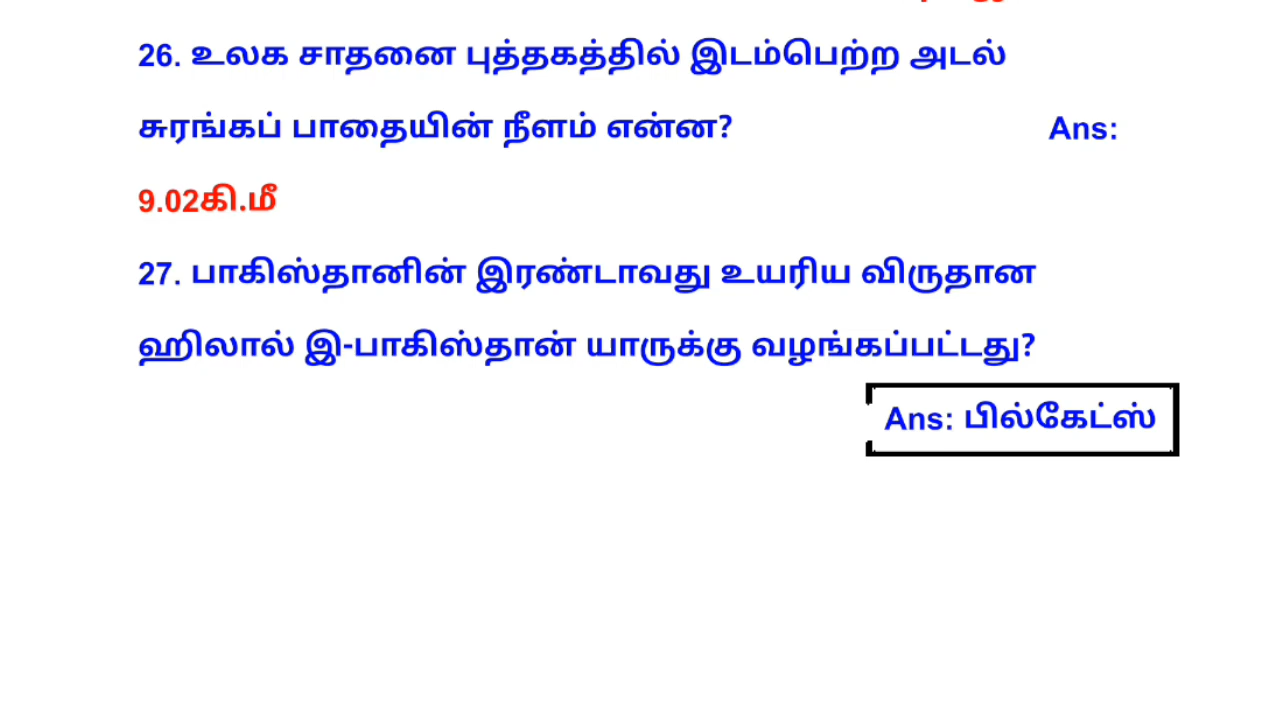 26. உலக சாதனை புத்தகத்தில் இடம்பெற்ற அடல்
சுரங்கப் பாதையின் நீளம் என்ன? Ans:
9.02கி.மீ
27. பாகிஸ்தானின் இரண்டாவது உயரிய விருதான
ஹிலால் இ-பாகிஸ்தான் யாருக்கு வழங்கப்பட்டது?
Ans: பில்கேட்ஸ்